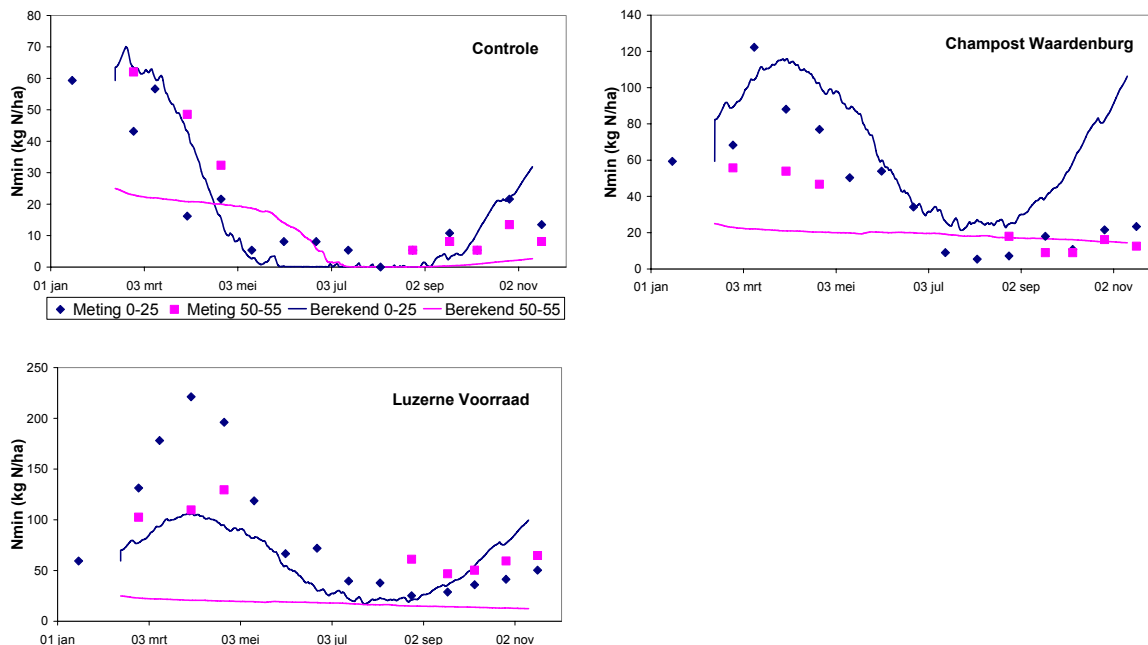 Controle
Nmin (kg N/ha)
80
70
60
50
40
30
20
10
0
01 jan
03 mrt
03 mei
03 jul
02 sep
02 nov
Meting 0-25
Meting 50-55
Berekend 0-25
Berekend 50-55
Champost Waardenburg
Nmin (kg N/ha)
140
120
100
80
60
40
20
0
01 jan
03 mrt
03 mei
03 jul
02 sep
02 nov
Luzerne Voorraad
Nmin (kg N/ha)
250
200
150
100
50
0
01 jan
03 mrt
03 mei
03 jul
02 sep
02 nov